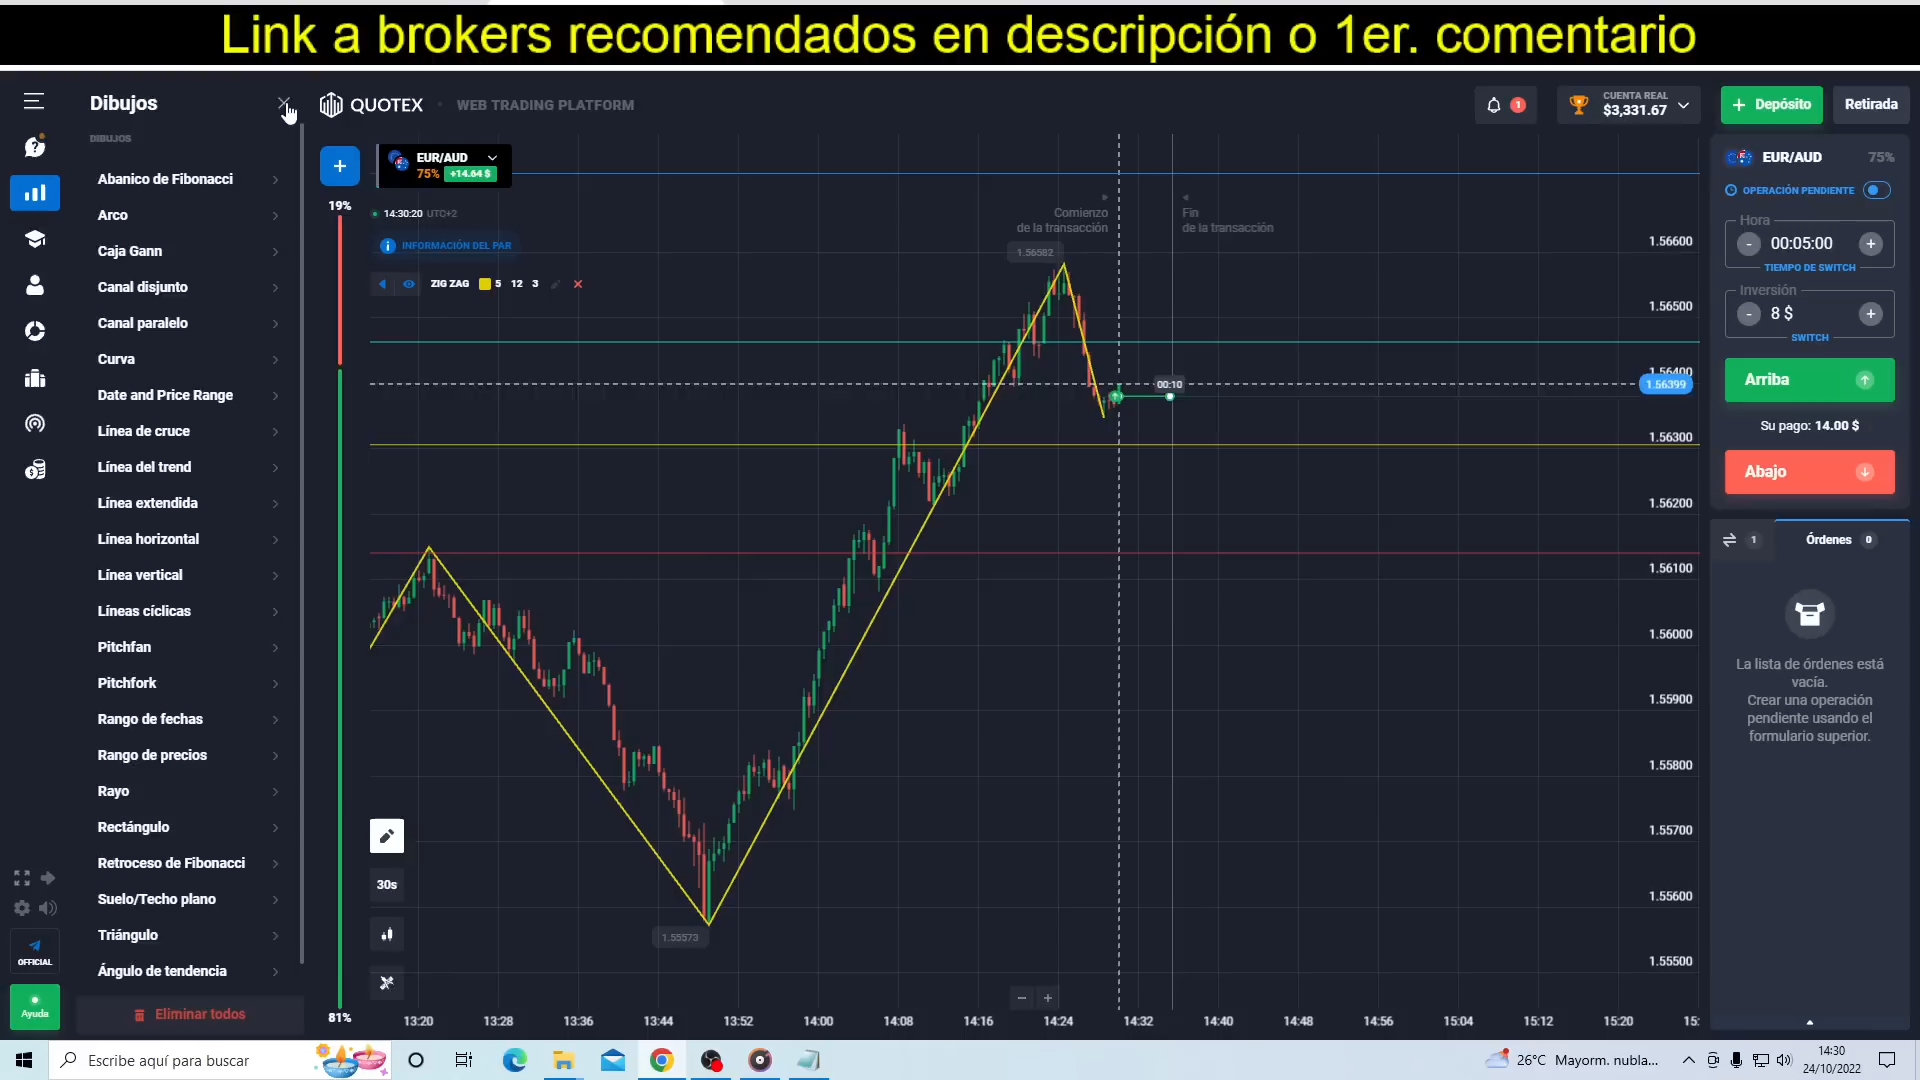 Link a brokers recomendados en descripción o 1er. comentario
Dibujos
QUOTEX
WEB TRADING PLATFORM
1
CUENTA REAL
$3,331.67
Depósito
Retirada
DIBUJOS
Abanico de Fibonacci
Arco
Caja Gann
Canal disjunto
Canal paralelo
Curva
Date and Price Range
Línea de cruce
Línea del trend
Línea extendida
Línea horizontal
Línea vertical
Líneas cíclicas
Pitchfan
Pitchfork
Rango de fechas
Rango de precios
Rayo
Rectángulo
Retroceso de Fibonacci
Suelo/Techo plano
Triángulo
Ángulo de tendencia
Eliminar todos
OFFICIAL
Ayuda
EUR/AUD
75% +14.64 $
19%
14:30:20 UTC+2
INFORMACIÓN DEL PAR
ZIG ZAG 5 12 3
Comienzo
de la transacción
Fin
de la transacción
1.56582
00:10
1.55573
30s
81%
1.56600
1.56500
1.56400
1.56399
1.56300
1.56200
1.56100
1.56000
1.55900
1.55800
1.55700
1.55600
1.55500
13:20 13:28 13:36 13:44 13:52 14:00 14:08 14:16 14:24 14:32 14:40 14:48 14:56 15:04 15:12 15:20 15:
EUR/AUD 75%
OPERACIÓN PENDIENTE
Hora
- 00:05:00 +
TIEMPO DE SWITCH
Inversión
- 8 $ +
SWITCH
Arriba
Su pago: 14.00 $
Abajo
1
Órdenes 0
La lista de órdenes está
vacía.
Crear una operación
pendiente usando el
formulario superior.
Escribe aquí para buscar
26°C Mayorm. nubla...
14:30
24/10/2022